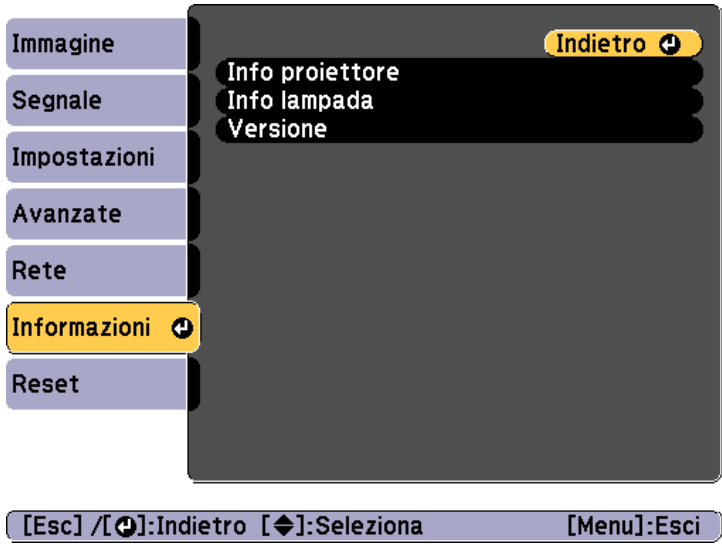 Immagine
Segnale
Impostazioni
Avanzate
Rete
Informazioni
Reset
Indietro
Info proiettore
Info lampada
Versione
[Esc] /[⏎]:Indietro [◆]:Seleziona [Menu]:Esci